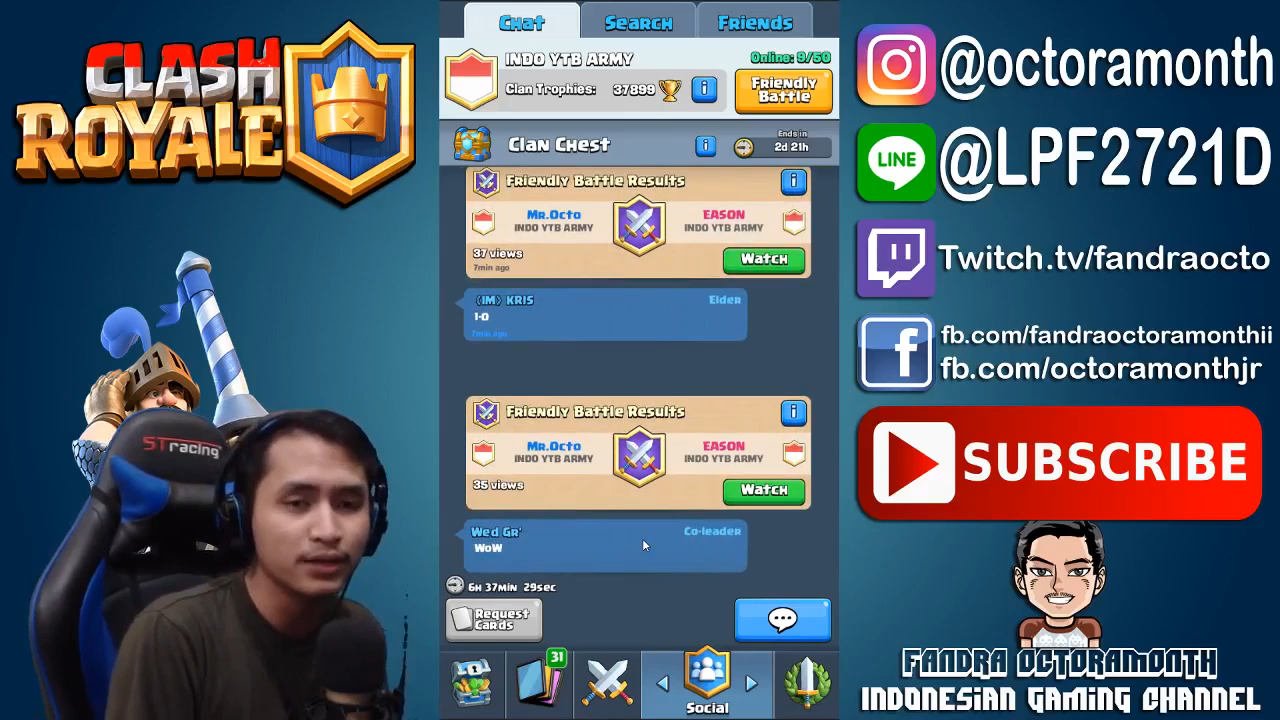 CLASH
ROYALE
STracing
Chat
Search
Friends
INDO YTB ARMY
Online: 9/50
Clan Trophies: 37899
Friendly
Battle
Clan Chest
Ends in
2d 21h
Friendly Battle Results
Mr.Octo
INDO YTB ARMY
EASON
INDO YTB ARMY
37 views
7min ago
Watch
(IM) KRIS
Elder
1-0
7min ago
Friendly Battle Results
Mr.Octo
INDO YTB ARMY
EASON
INDO YTB ARMY
35 views
Watch
Wed Gr'
Co-leader
WoW
6h 37min 29sec
Request
Cards
31
Social
@octoramonth
LINE
@LPF2721D
Twitch.tv/fandraocto
fb.com/fandraoctoramonthii
fb.com/octoramonthjr
SUBSCRIBE
FANDRA OCTORAMONTH
INDONESIAN GAMING CHANNEL